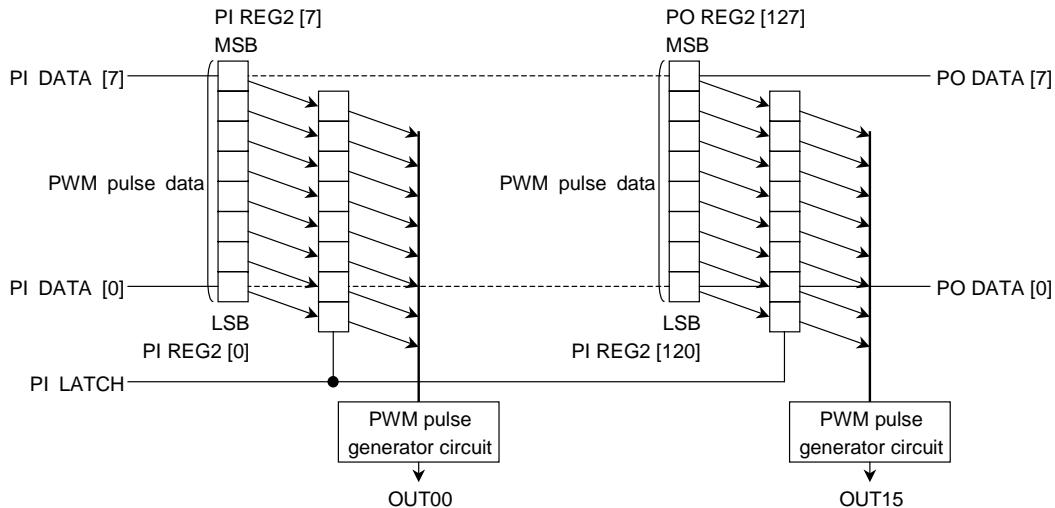 PI REG2 [7]
MSB
PO REG2 [127]
MSB
PI DATA [7]
PO DATA [7]
PWM pulse data
PWM pulse data
PI DATA [0]
PO DATA [0]
LSB
PI REG2 [0]
LSB
PI REG2 [120]
PI LATCH
PWM pulse
generator circuit
PWM pulse
generator circuit
OUT00
OUT15